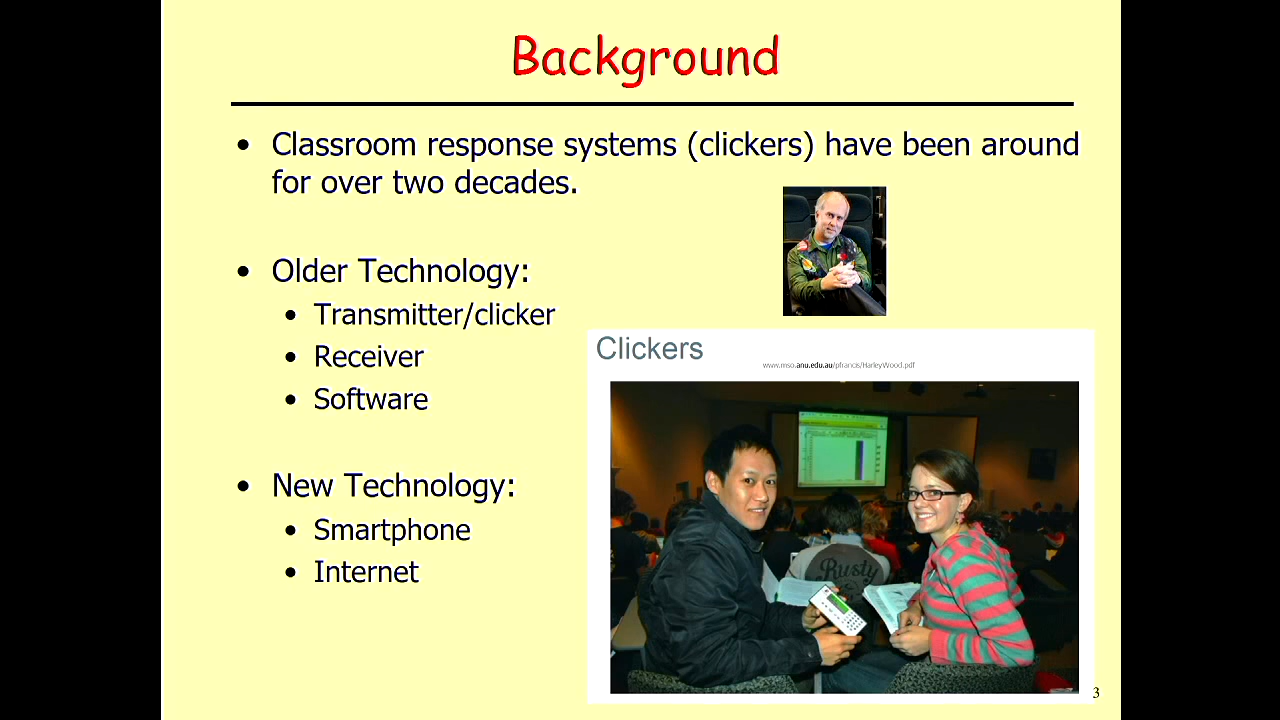 Background
• Classroom response systems (clickers) have been around
for over two decades.
• Older Technology:
• Transmitter/clicker
• Receiver
• Software
• New Technology:
• Smartphone
• Internet
Clickers
www.mso.anu.edu.au/pfrancis/HarleyWood.pdf
Rusty
3